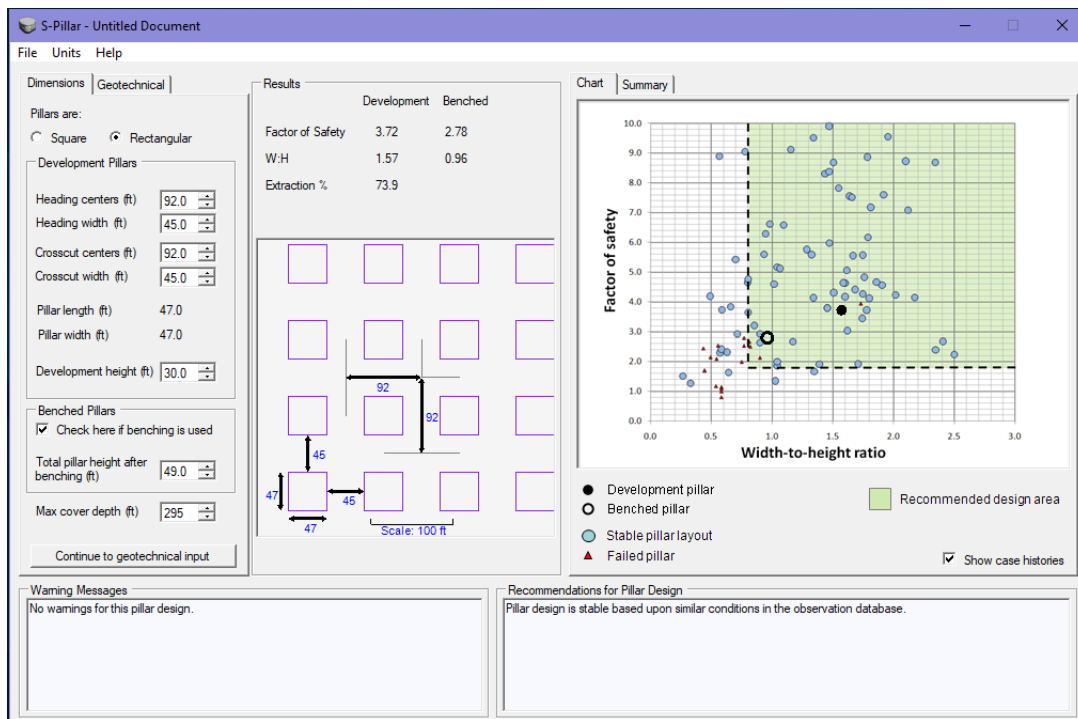 S-Pillar - Untitled Document
File Units Help
Dimensions Geotechnical
Pillars are:
Square Rectangular
Development Pillars
Heading centers (ft) 92.0
Heading width (ft) 45.0
Crosscut centers (ft) 92.0
Crosscut width (ft) 45.0
Pillar length (ft) 47.0
Pillar width (ft) 47.0
Development height (ft) 30.0
Benched Pillars
Check here if benching is used
Total pillar height after
benching (ft) 49.0
Max cover depth (ft) 295
Continue to geotechnical input
Results
Development Benched
Factor of Safety 3.72 2.78
W:H 1.57 0.96
Extraction % 73.9
92
92
45
47
45
47
Scale: 100 ft
Chart Summary
10.0
9.0
8.0
7.0
6.0
5.0
4.0
3.0
2.0
1.0
0.0
Factor of safety
0.0 0.5 1.0 1.5 2.0 2.5 3.0
Width-to-height ratio
Development pillar
Benched pillar
Stable pillar layout
Failed pillar
Recommended design area
Show case histories
Warning Messages
No warnings for this pillar design.
Recommendations for Pillar Design
Pillar design is stable based upon similar conditions in the observation database.